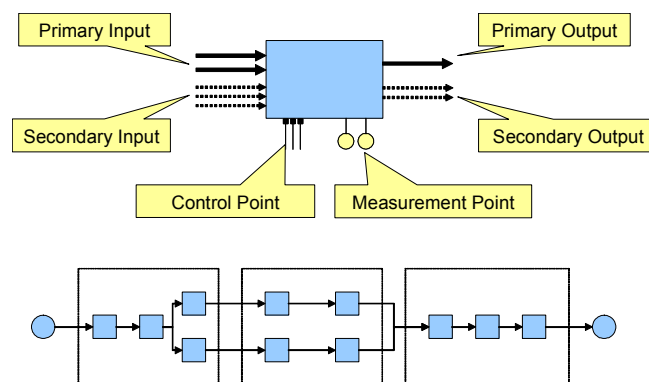 Primary Input
Primary Output
Secondary Input
Secondary Output
Control Point
Measurement Point